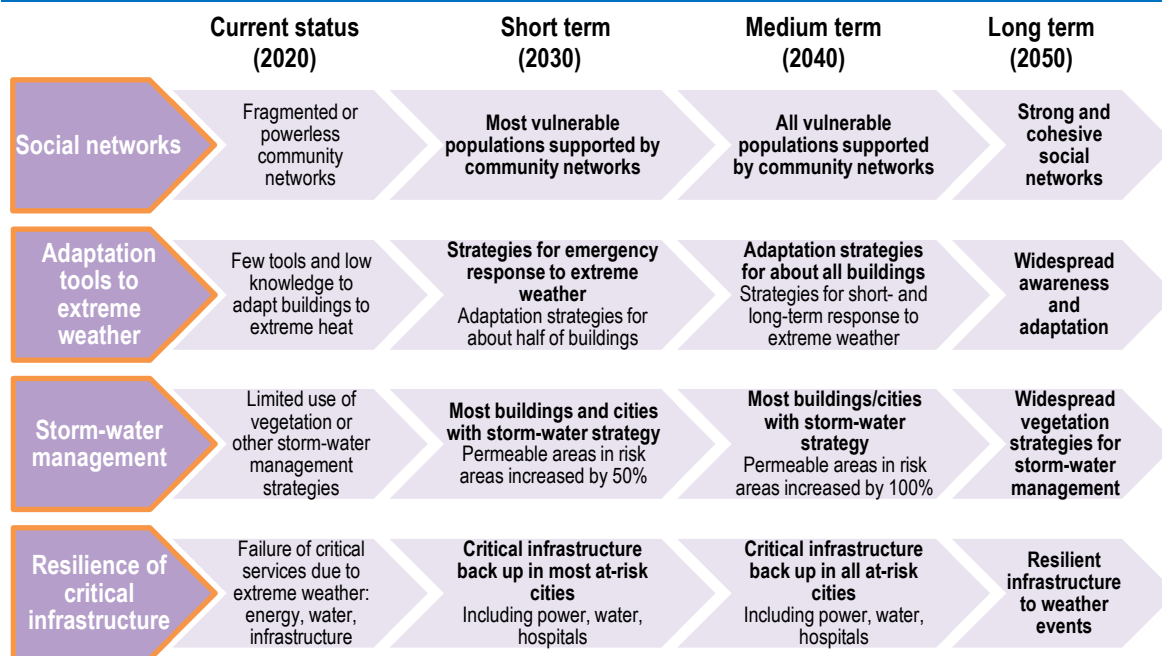 Current status
(2020)
Short term
(2030)
Medium term
(2040)
Long term
(2050)
Social networks
Fragmented or
powerless
community
networks
Most vulnerable
populations supported by
community networks
All vulnerable
populations supported
by community networks
Strong and
cohesive
social
networks
Adaptation
tools to
extreme
weather
Few tools and low
knowledge to
adapt buildings to
extreme heat
Strategies for emergency
response to extreme
weather
Adaptation strategies for
about half of buildings
Adaptation strategies
for about all buildings
Strategies for short- and
long-term response to
extreme weather
Widespread
awareness
and
adaptation
Storm-water
management
Limited use of
vegetation or
other storm-water
management
strategies
Most buildings and cities
with storm-water strategy
Permeable areas in risk
areas increased by 50%
Most buildings/cities
with storm-water
strategy
Permeable areas in risk
areas increased by 100%
Widespread
vegetation
strategies for
storm-water
management
Resilience of
critical
infrastructure
Failure of critical
services due to
extreme weather:
energy, water,
infrastructure
Critical infrastructure
back up in most at-risk
cities
Including power, water,
hospitals
Critical infrastructure
back up in all at-risk
cities
Including power, water,
hospitals
Resilient
infrastructure
to weather
events